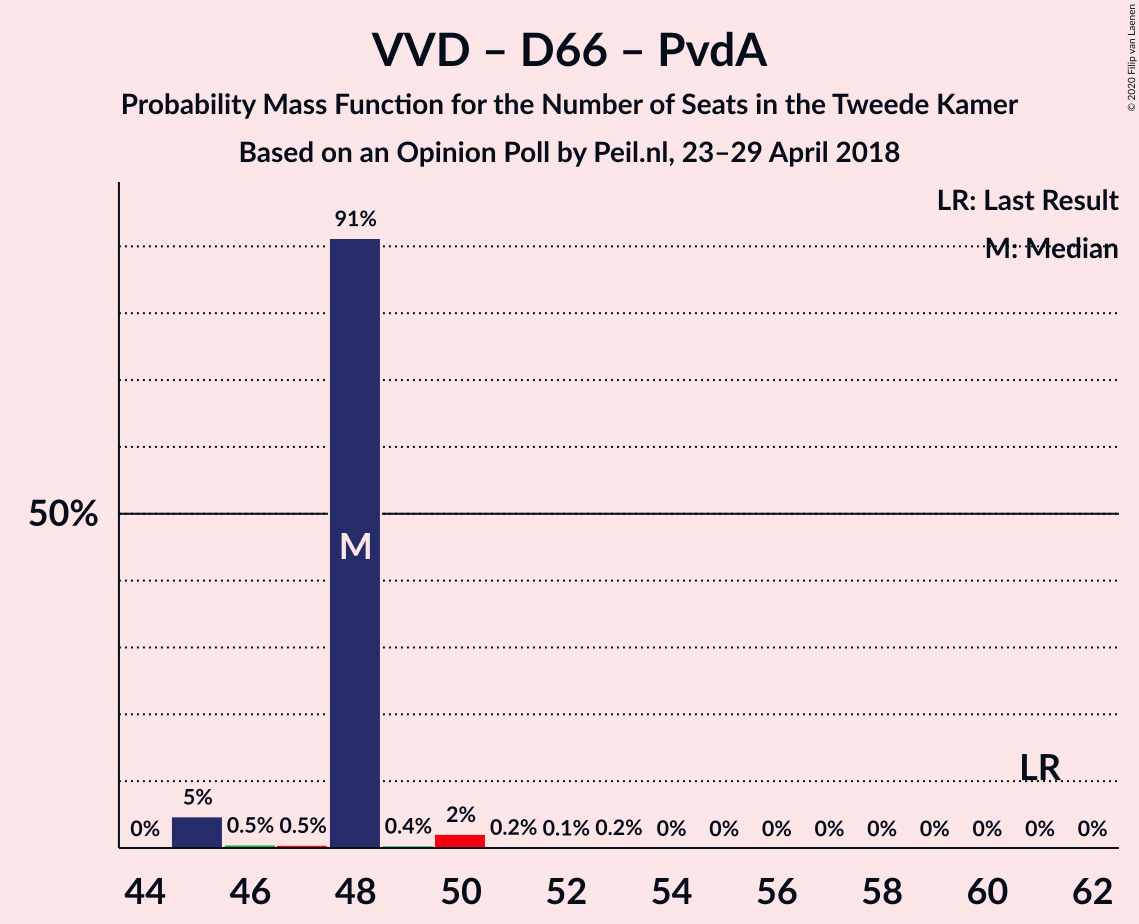 VVD – D66 – PvdA
Probability Mass Function for the Number of Seats in the Tweede Kamer
Based on an Opinion Poll by Peil.nl, 23–29 April 2018
© 2020 Filip van Laenen
LR: Last Result
M: Median
91%
50%
M
LR
0% 5% 0.5% 0.5% 0.4% 2% 0.2% 0.1% 0.2% 0% 0% 0% 0% 0% 0% 0% 0% 0%
44 46 48 50 52 54 56 58 60 62